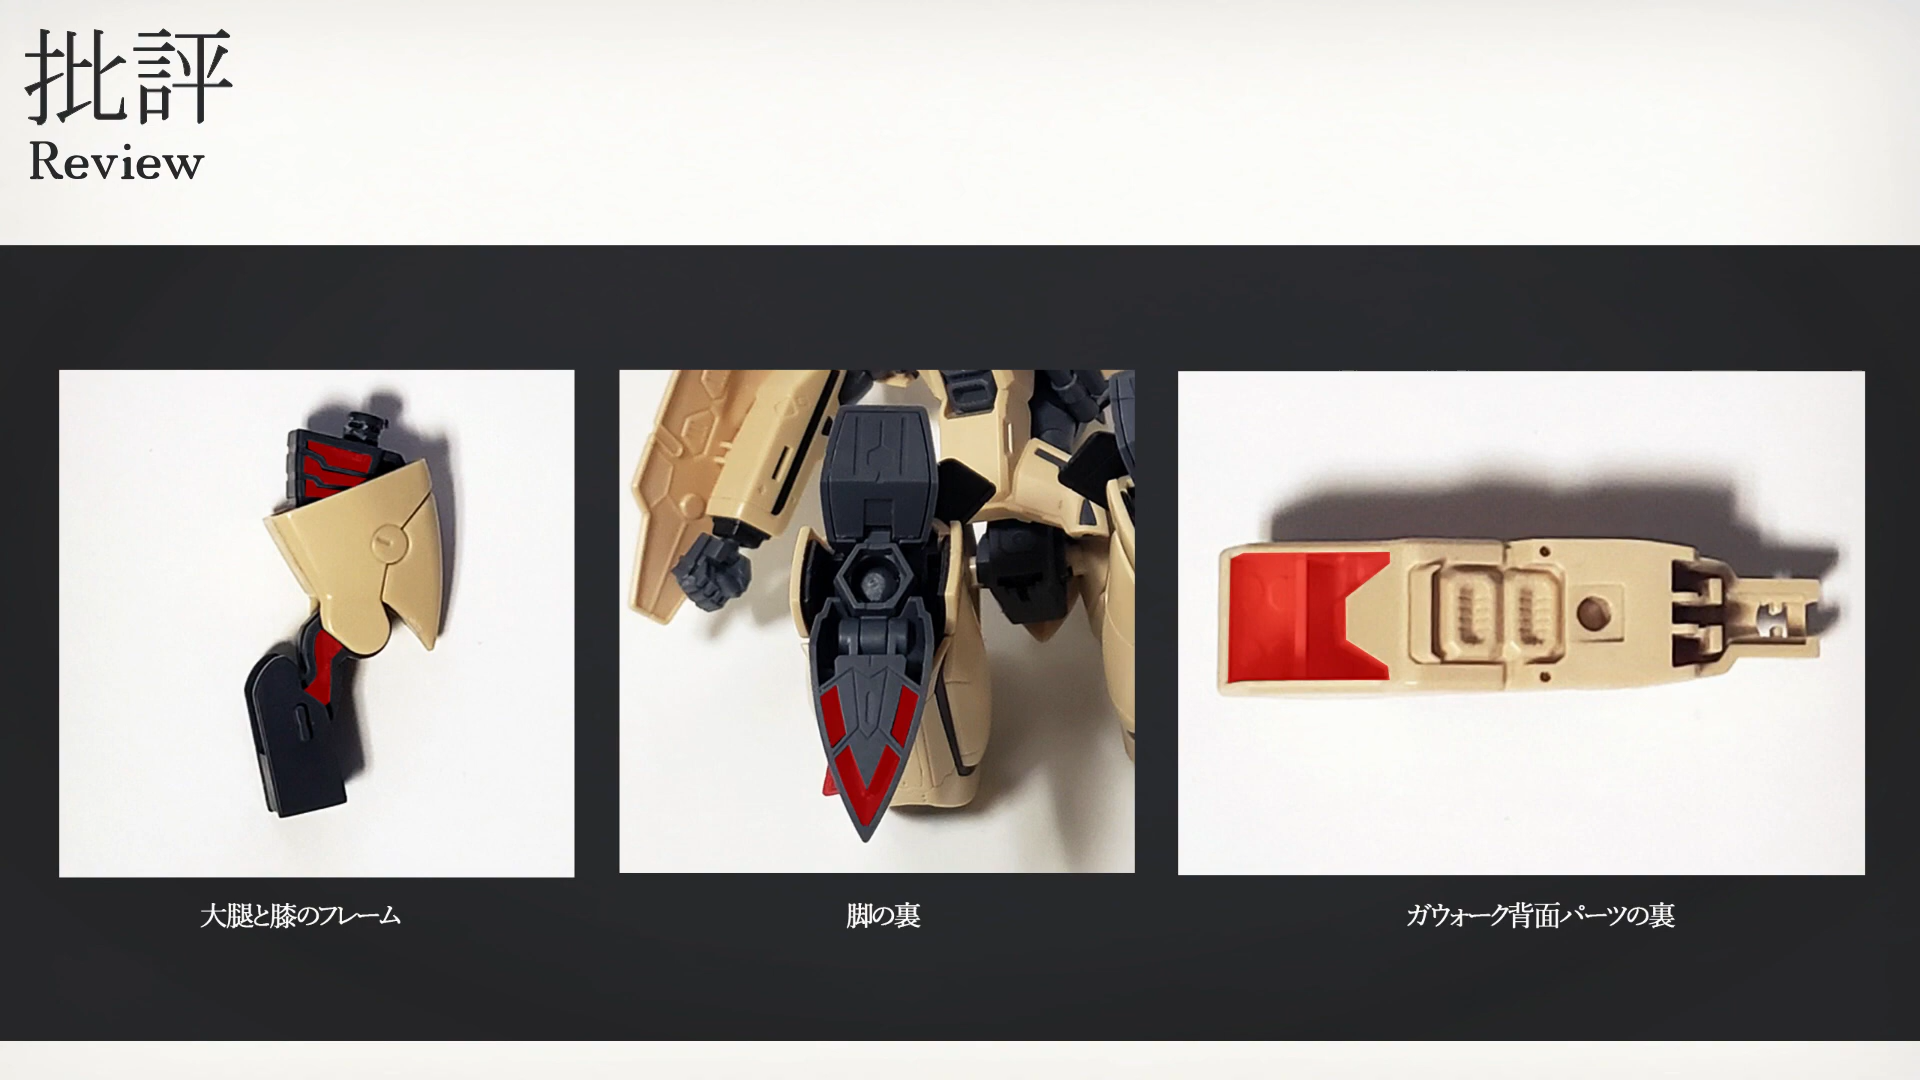 批評
Review
大腿と膝のフレーム
脚の裏
ガウォーク背面パーツの裏